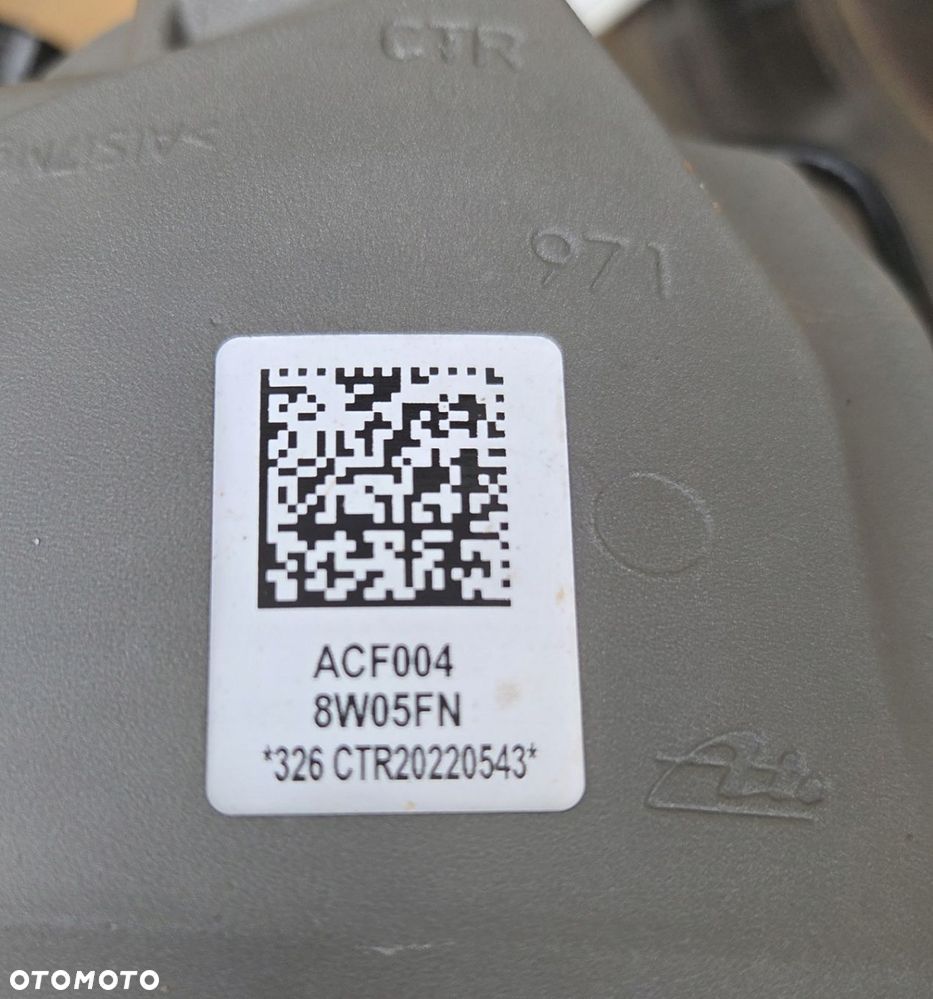 CTR
971
ACF004
8W05FN
*326 CTR20220543*
OTOMOTO